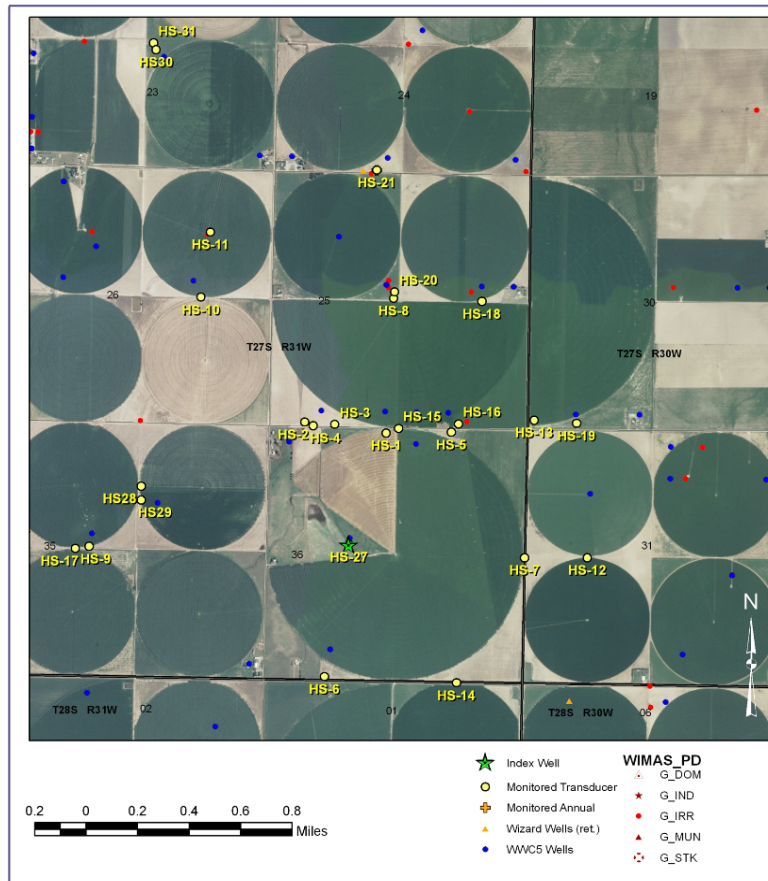 HS-31
HS30
23
24
19
HS-21
HS-11
HS-20
26
HS-10
25
HS-8
HS-18
30
T27S R31W
T27S R30W
HS-3
HS-15
HS-16
HS-2
HS-4
HS-1
HS-5
HS-13
HS-19
HS28
HS29
35
HS-17
HS-9
36
HS-27
HS-7
HS-12
31
N
HS-6
HS-14
T28S R31W
02
01
T28S R30W
06
Index Well
Monitored Transducer
Monitored Annual
Wizard Wells (ret.)
WWC5 Wells
WIMAS_PD
G_DOM
G_IND
G_IRR
G_MUN
G_STK
0.2 0 0.2 0.4 0.6 0.8
Miles